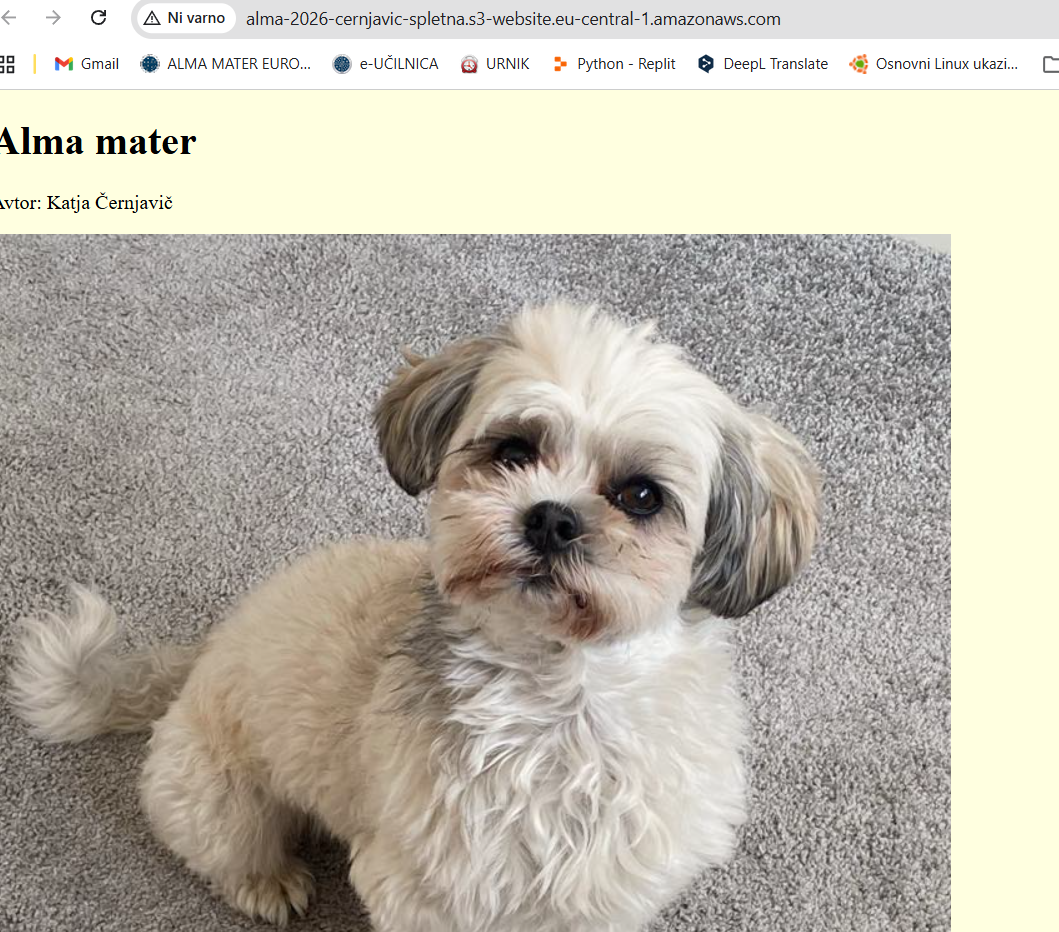 Ni varno alma-2026-cernjavic-spletna.s3-website.eu-central-1.amazonaws.com
Gmail ALMA MATER EURO... e-UČILNICA URNIK Python - Replit DeepL Translate Osnovni Linux ukazi...
Alma mater
Avtor: Katja Černjavič